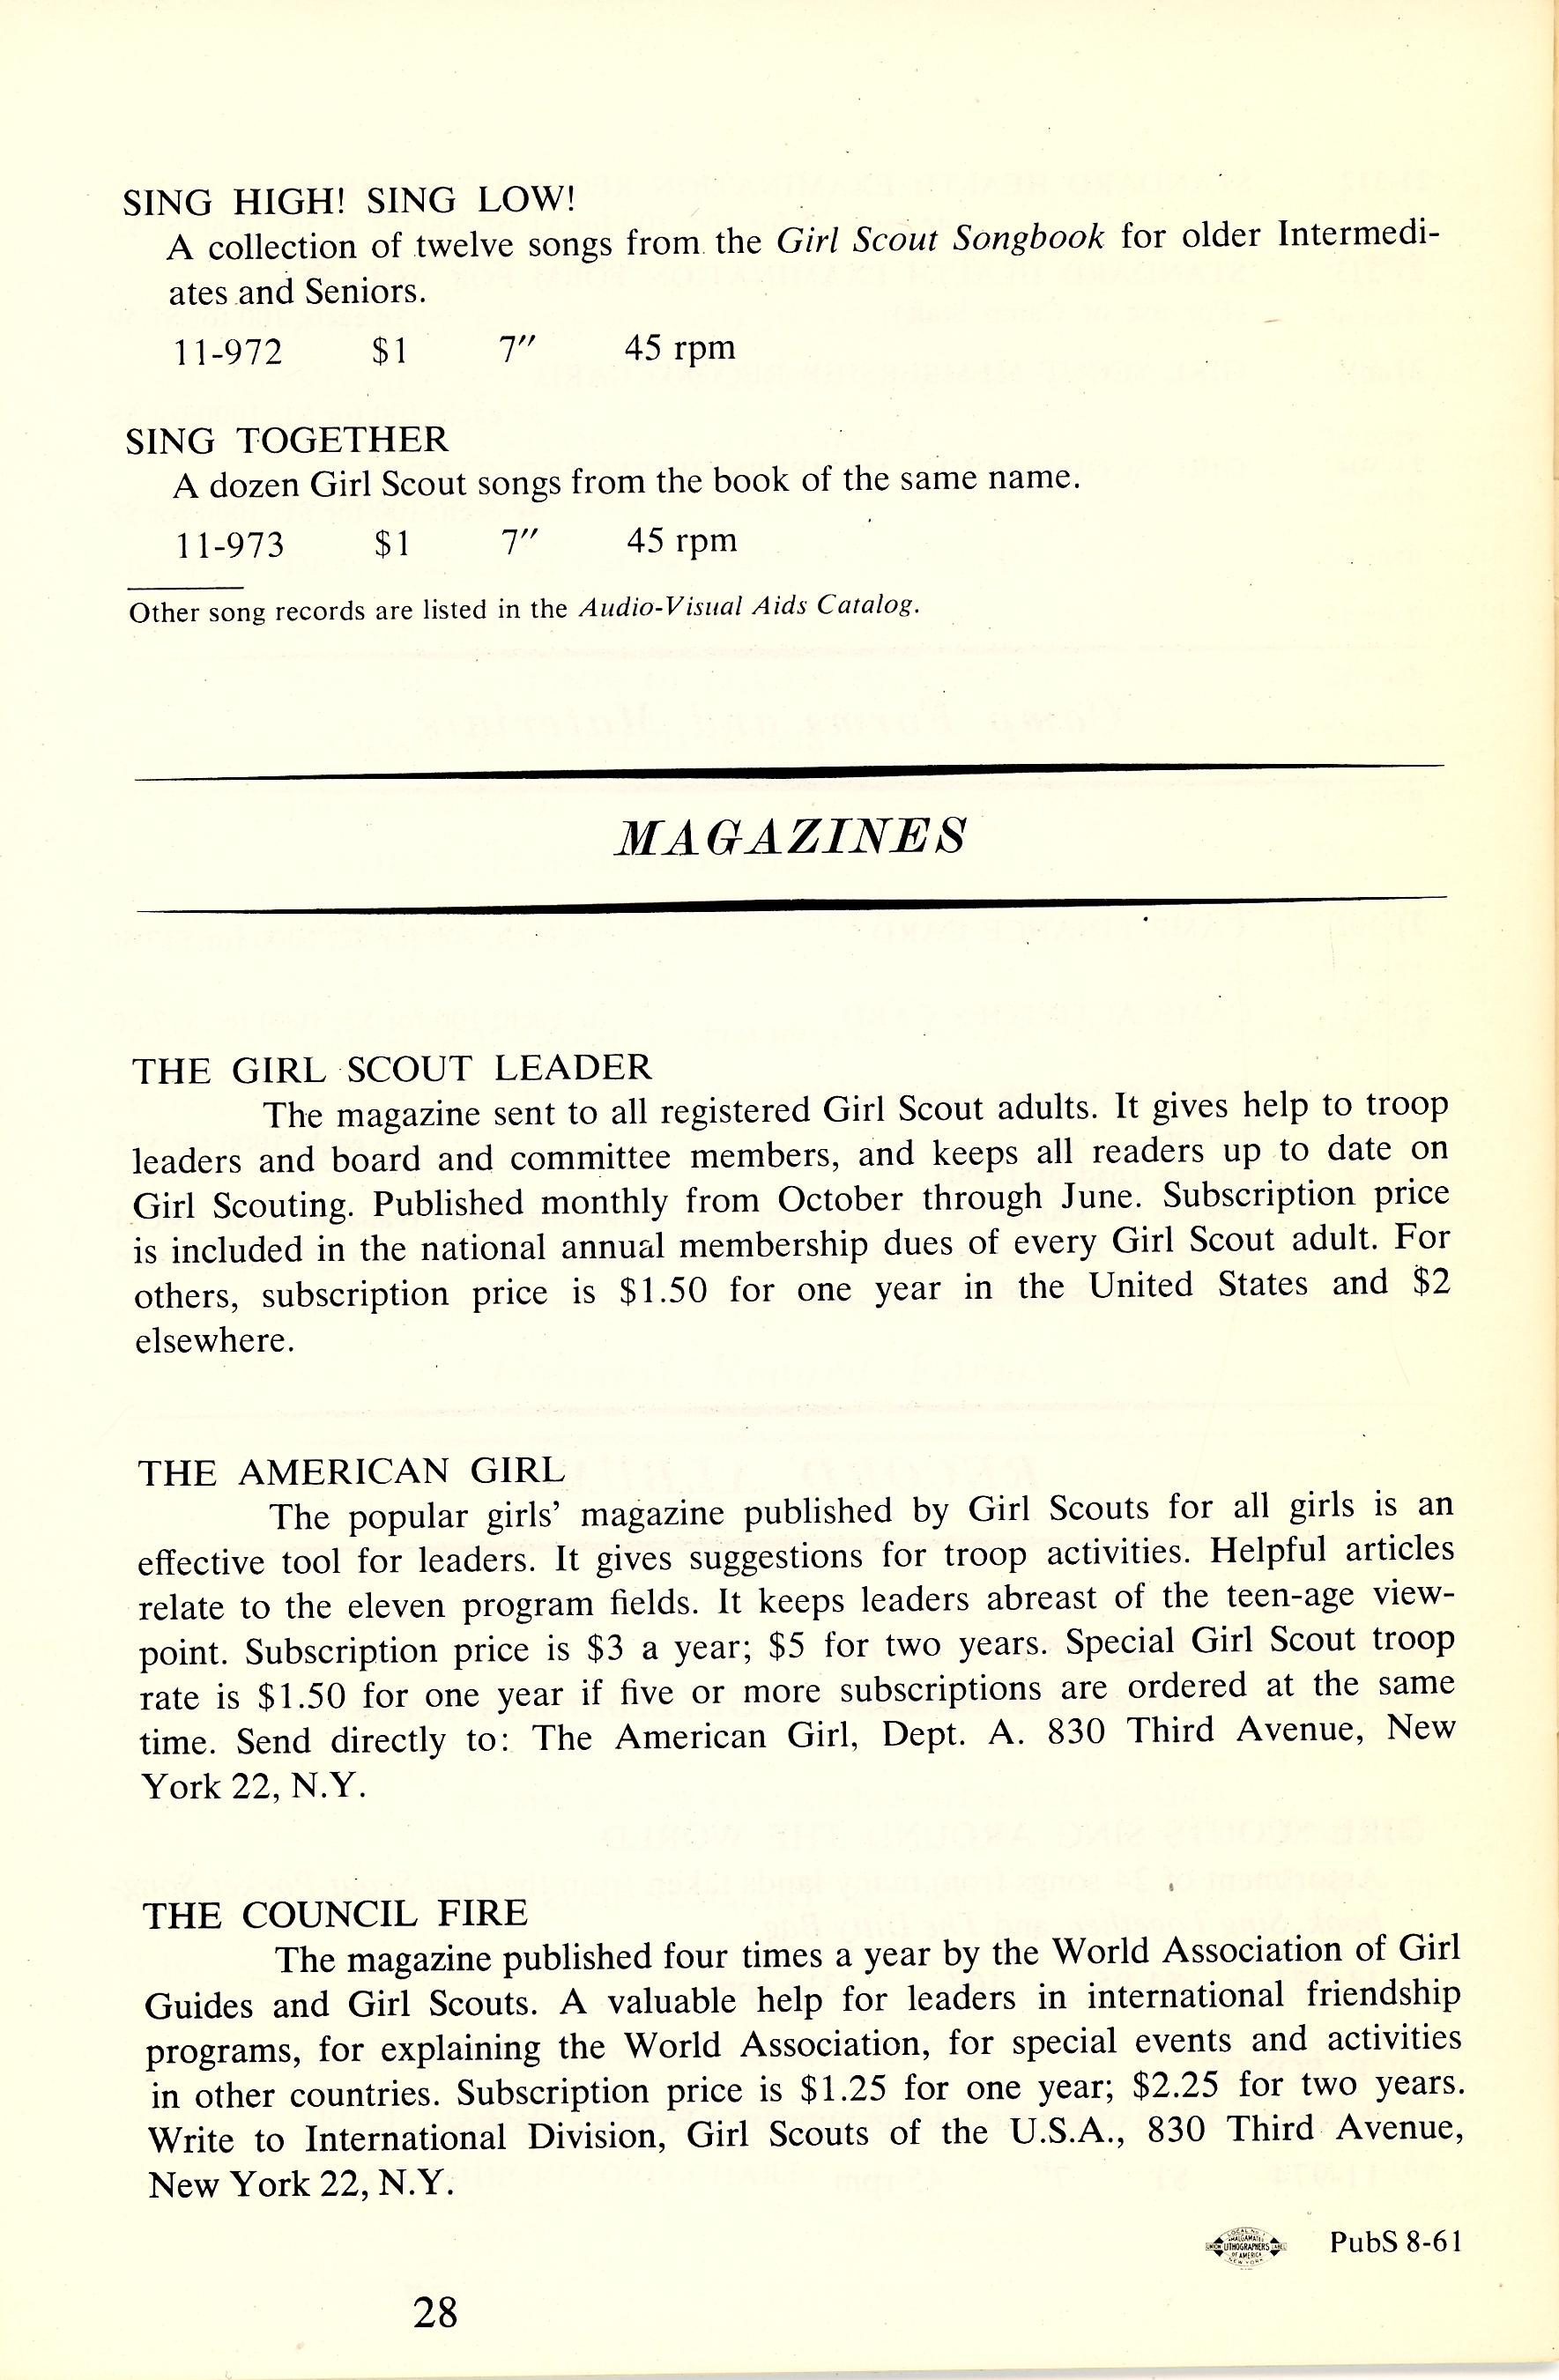 SING HIGH! SING LOW!
A collection of twelve songs from the Girl Scout Songbook for older Intermedi-
ates and Seniors.
11-972 $1 7″ 45 rpm
SING TOGETHER
A dozen Girl Scout songs from the book of the same name.
11-973 $1 7″ 45 rpm
Other song records are listed in the Audio-Visual Aids Catalog.
MAGAZINES
THE GIRL SCOUT LEADER
The magazine sent to all registered Girl Scout adults. It gives help to troop
leaders and board and committee members, and keeps all readers up to date on
Girl Scouting. Published monthly from October through June. Subscription price
is included in the national annual membership dues of every Girl Scout adult. For
others, subscription price is $1.50 for one year in the United States and $2
elsewhere.
THE AMERICAN GIRL
The popular girls’ magazine published by Girl Scouts for all girls is an
effective tool for leaders. It gives suggestions for troop activities. Helpful articles
relate to the eleven program fields. It keeps leaders abreast of the teen-age view-
point. Subscription price is $3 a year; $5 for two years. Special Girl Scout troop
rate is $1.50 for one year if five or more subscriptions are ordered at the same
time. Send directly to: The American Girl, Dept. A. 830 Third Avenue, New
York 22, N.Y.
THE COUNCIL FIRE
The magazine published four times a year by the World Association of Girl
Guides and Girl Scouts. A valuable help for leaders in international friendship
programs, for explaining the World Association, for special events and activities
in other countries. Subscription price is $1.25 for one year; $2.25 for two years.
Write to International Division, Girl Scouts of the U.S.A., 830 Third Avenue,
New York 22, N.Y.
LITHOGRAPHERS
OF AMERICA
PubS 8-61
28